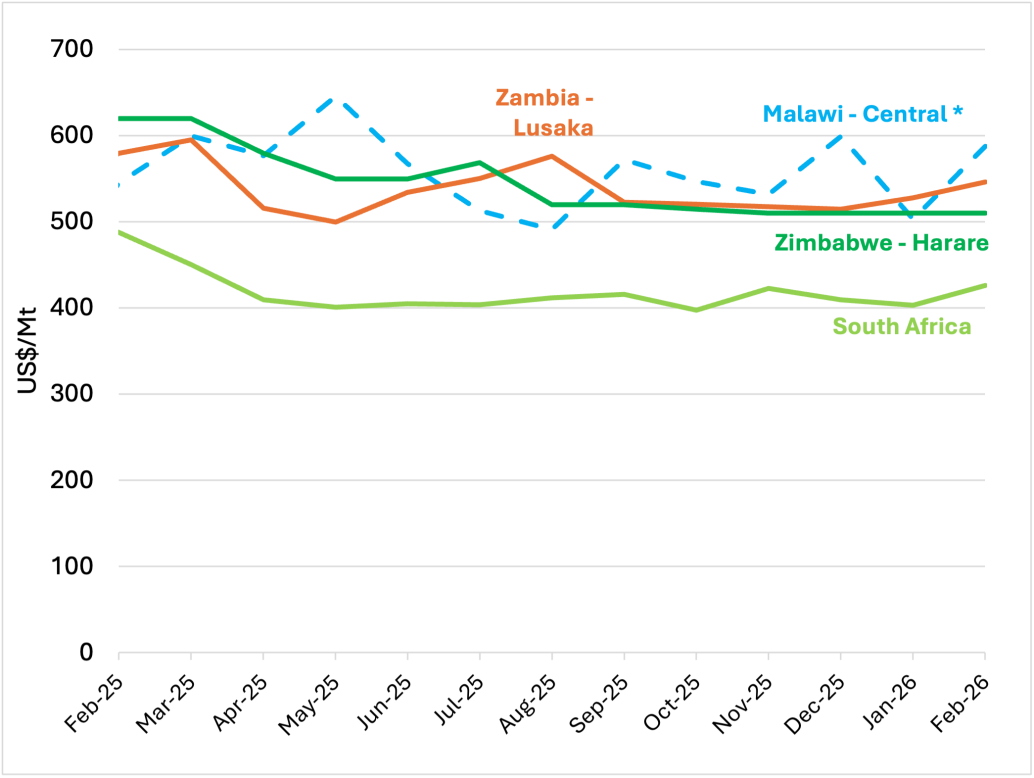 700
600
500
400
300
200
100
0
US$/Mt
Zambia -
Lusaka
Malawi - Central *
Zimbabwe - Harare
South Africa
Feb-25
Mar-25
Apr-25
May-25
Jun-25
Jul-25
Aug-25
Sep-25
Oct-25
Nov-25
Dec-25
Jan-26
Feb-26